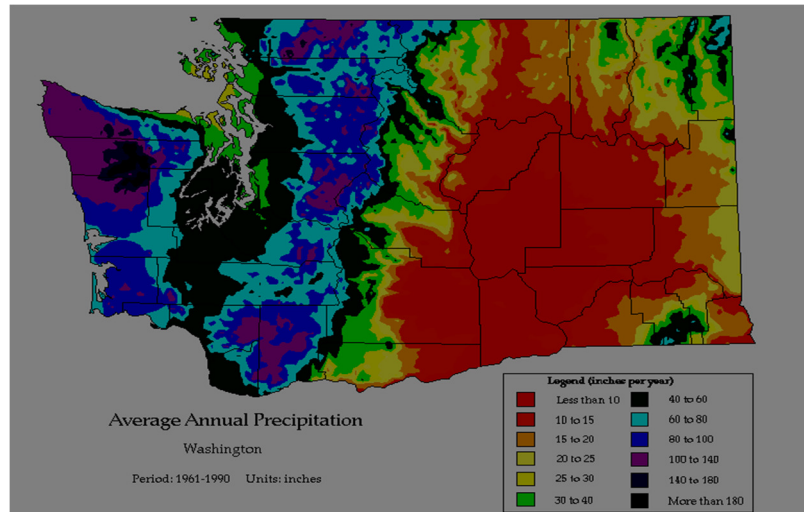 Average Annual Precipitation
Washington
Period: 1961-1990 Units: inches
Legend (inches per year)
Less than 10
10 to 15
15 to 20
20 to 25
25 to 30
30 to 40
40 to 60
60 to 80
80 to 100
100 to 140
140 to 180
More than 180